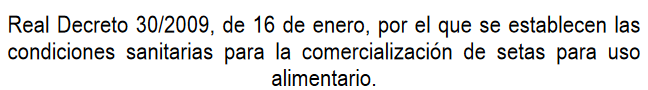 Real Decreto 30/2009, de 16 de enero, por el que se establecen las
condiciones sanitarias para la comercialización de setas para uso
alimentario.